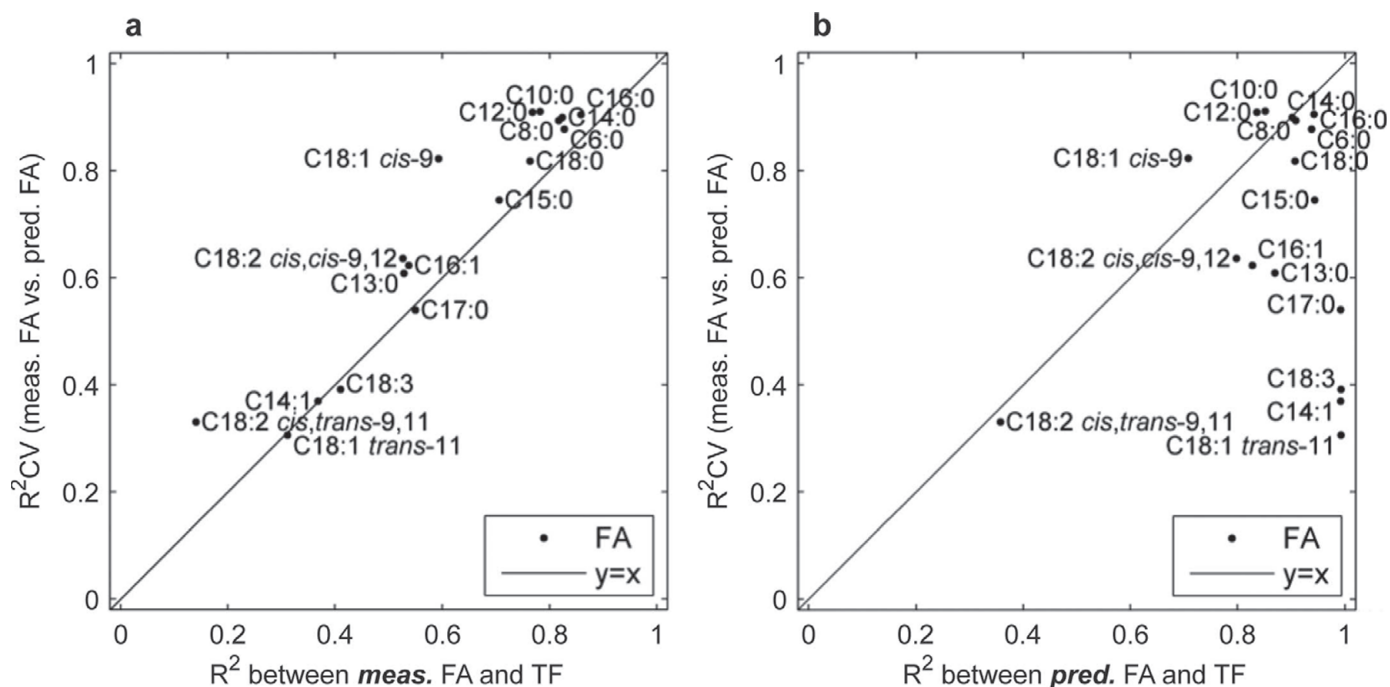 a
R²CV (meas. FA vs. pred. FA)
1
0.8
0.6
0.4
0.2
0
C10:0
C16:0
C12:0
C14:0
C8:0
C6:0
C18:1 cis-9
C18:0
C15:0
C18:2 cis,cis-9,12
C16:1
C13:0
C17:0
C18:3
C14:1
C18:2 cis,trans-9,11
C18:1 trans-11
FA
y=x
0 0.2 0.4 0.6 0.8 1
R² between meas. FA and TF
b
R²CV (meas. FA vs. pred. FA)
1
0.8
0.6
0.4
0.2
0
C10:0
C14:0
C12:0
C16:0
C8:0
C6:0
C18:1 cis-9
C18:0
C15:0
C16:1
C18:2 cis,cis-9,12
C13:0
C17:0
C18:3
C14:1
C18:2 cis,trans-9,11
C18:1 trans-11
FA
y=x
0 0.2 0.4 0.6 0.8 1
R² between pred. FA and TF